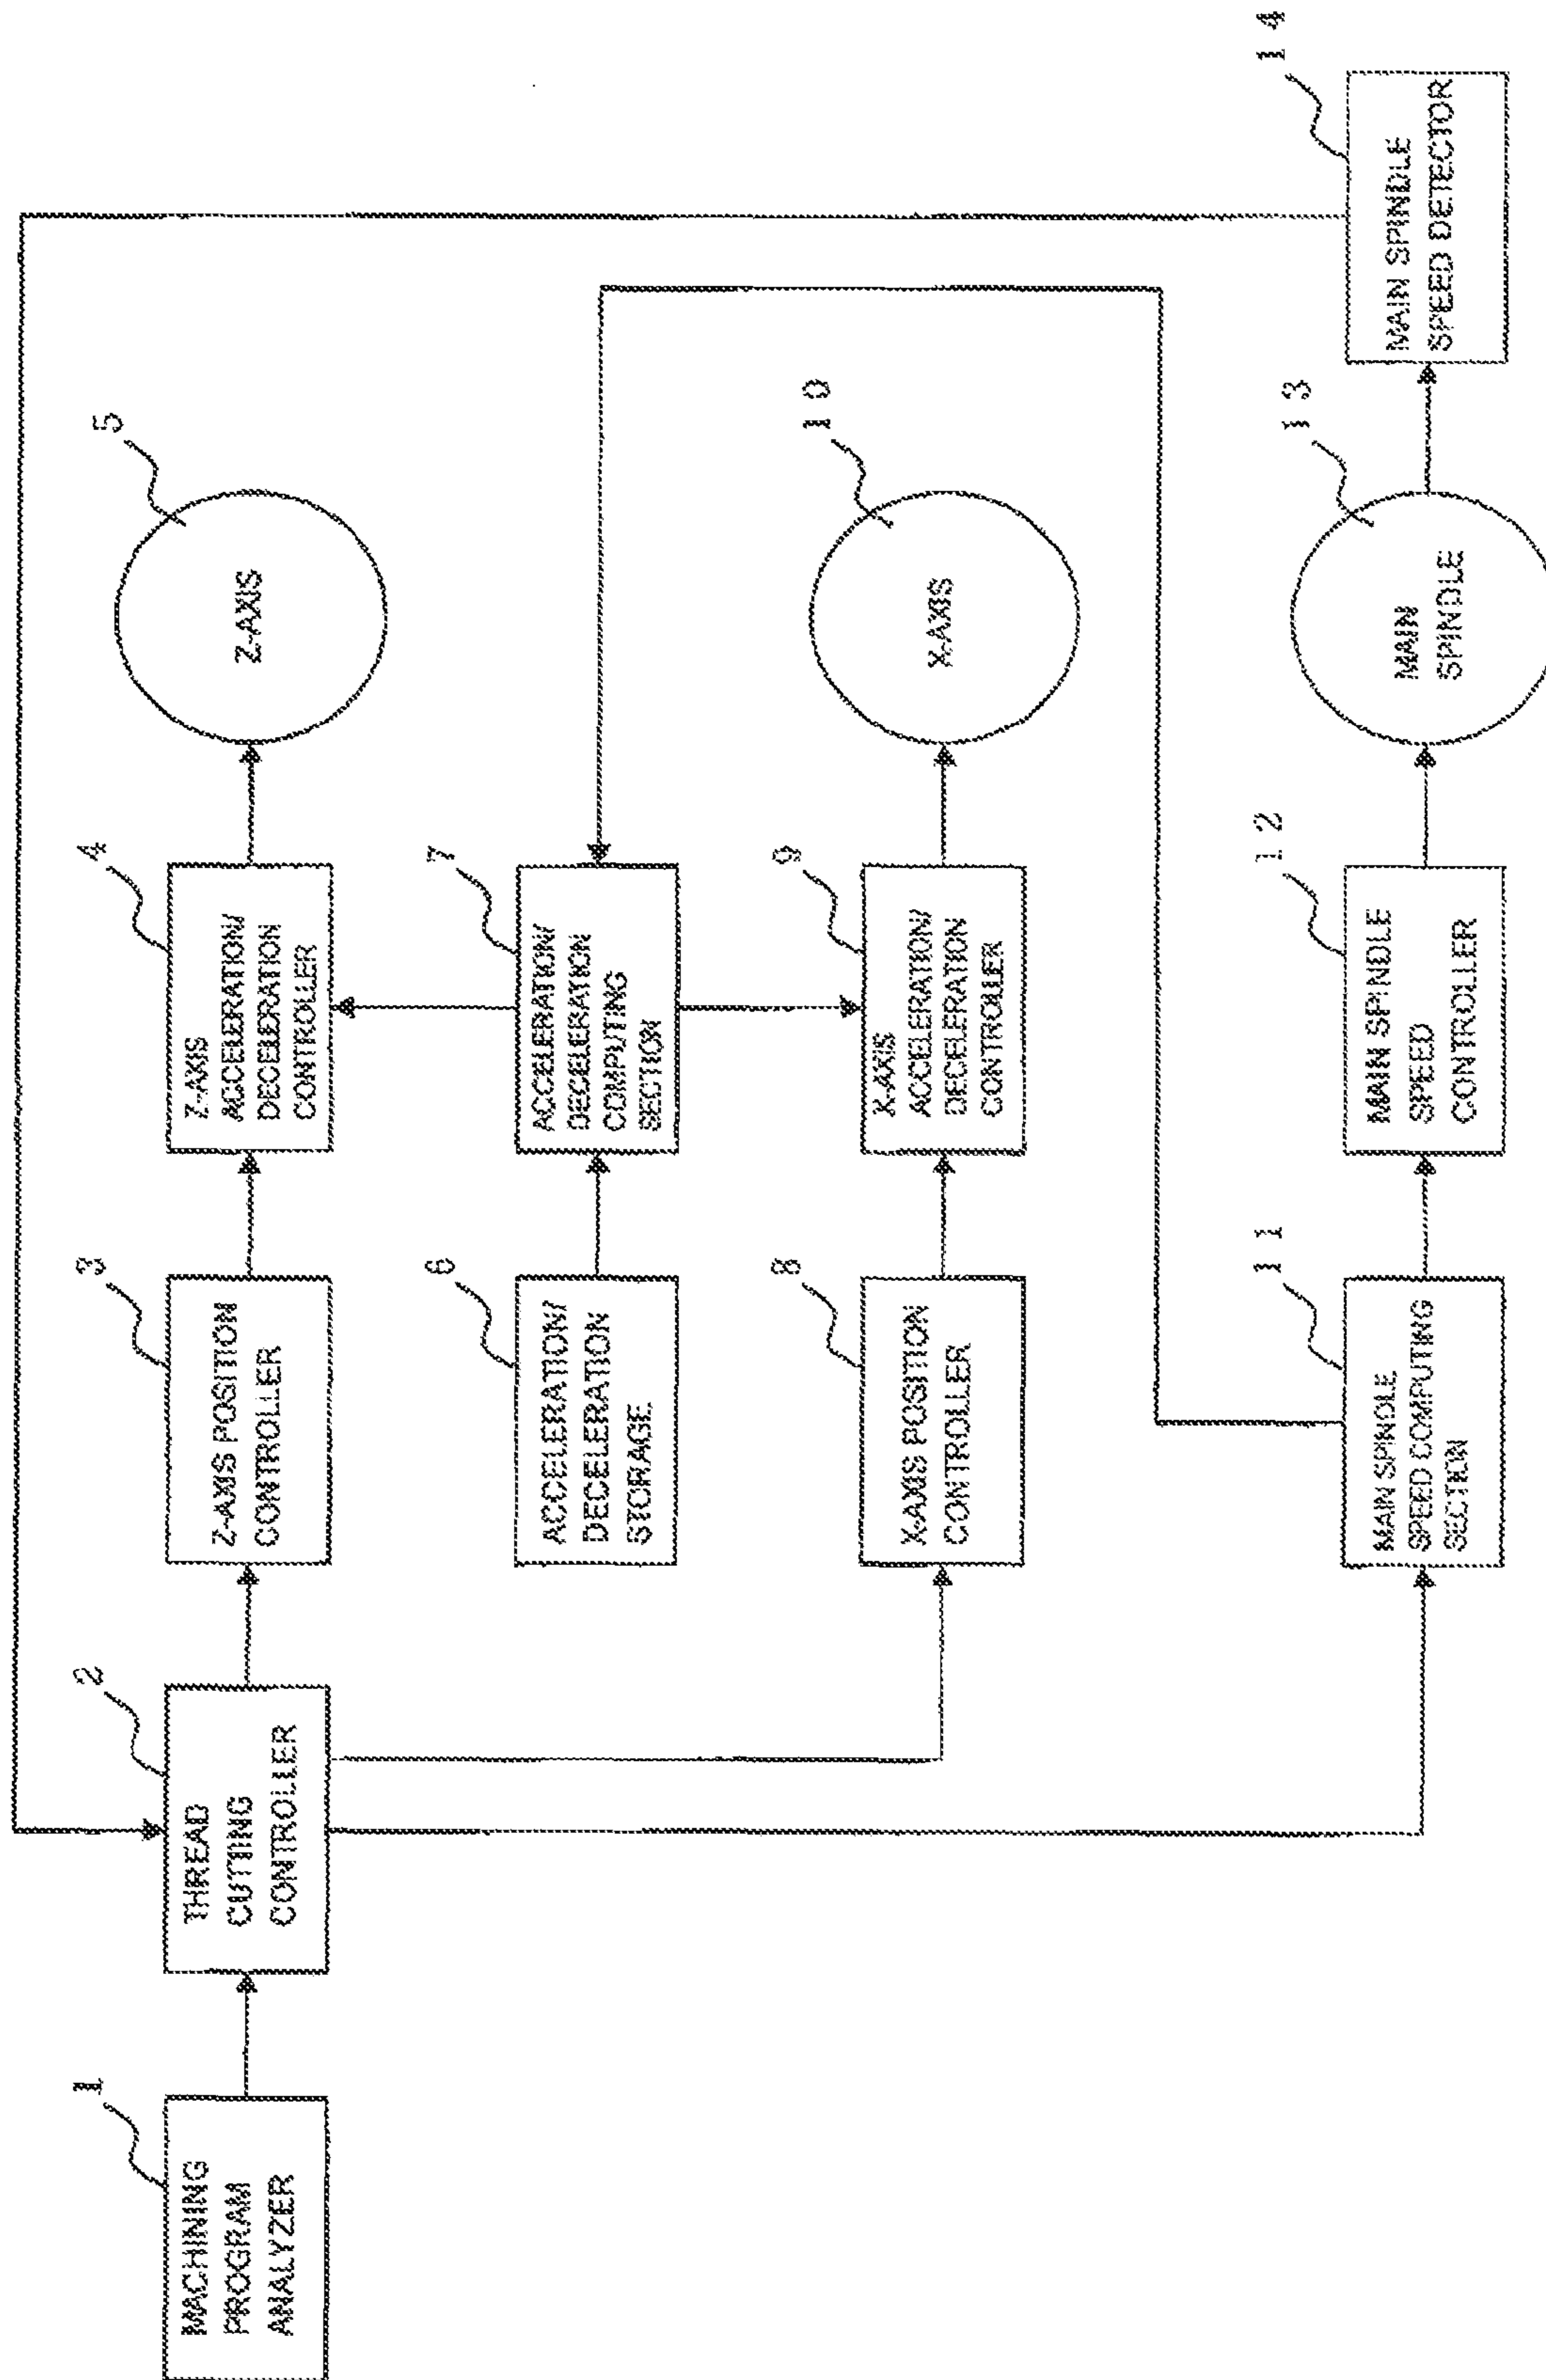 1
MACHINING
PROGRAM
ANALYZER
2
THREAD
CUTTING
CONTROLLER
3
Z-AXIS POSITION
CONTROLLER
4
Z-AXIS
ACCELERATION/
DECELERATION
CONTROLLER
5
Z-AXIS
6
ACCELERATION/
DECELERATION
STORAGE
7
ACCELERATION/
DECELERATION
COMPUTING
SECTION
8
X-AXIS POSITION
CONTROLLER
9
X-AXIS
ACCELERATION/
DECELERATION
CONTROLLER
10
X-AXIS
11
MAIN SPINDLE
SPEED COMPUTING
SECTION
12
MAIN SPINDLE
SPEED
CONTROLLER
13
MAIN
SPINDLE
14
MAIN SPINDLE
SPEED DETECTOR